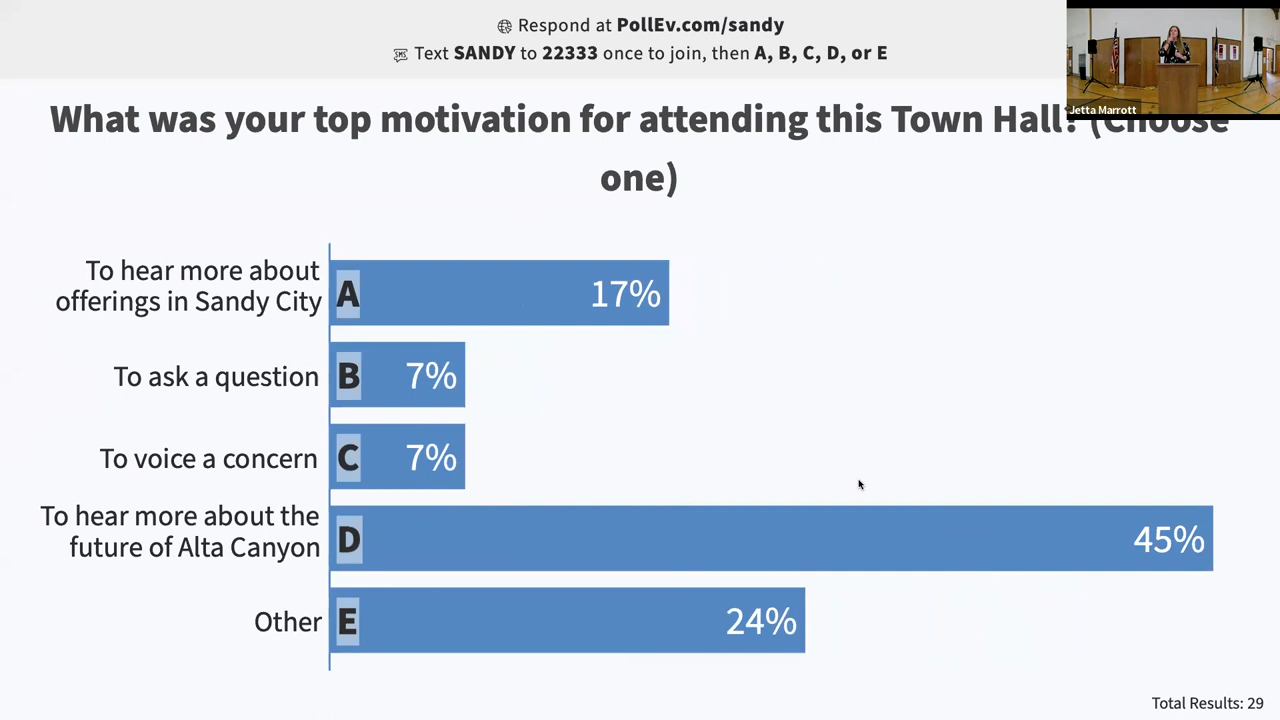 Respond at PollEv.com/sandy
Text SANDY to 22333 once to join, then A, B, C, D, or E
Jetta Marrott
What was your top motivation for attending this Town Hall? (Choose
one)
To hear more about
offerings in Sandy City
A
17%
To ask a question
B
7%
To voice a concern
C
7%
To hear more about the
future of Alta Canyon
D
45%
Other
E
24%
Total Results: 29